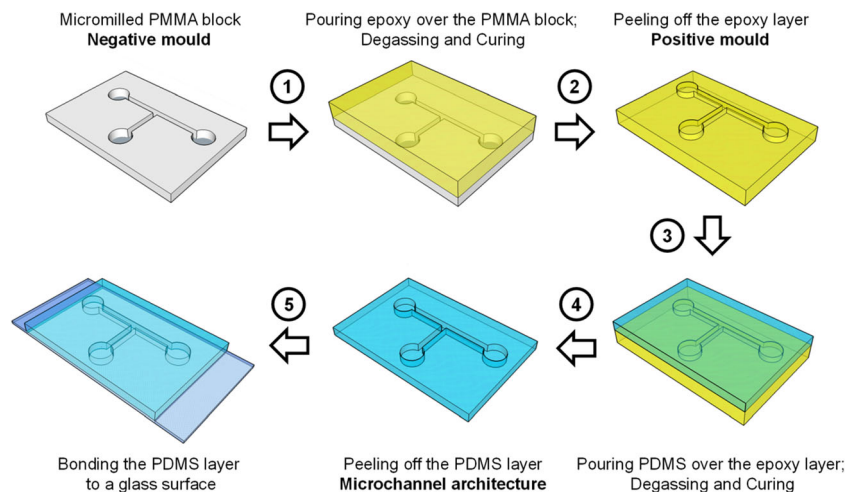 Micromilled PMMA block
Negative mould
1
Pouring epoxy over the PMMA block;
Degassing and Curing
2
Peeling off the epoxy layer
Positive mould
3
4
5
Bonding the PDMS layer
to a glass surface
Peeling off the PDMS layer
Microchannel architecture
Pouring PDMS over the epoxy layer;
Degassing and Curing